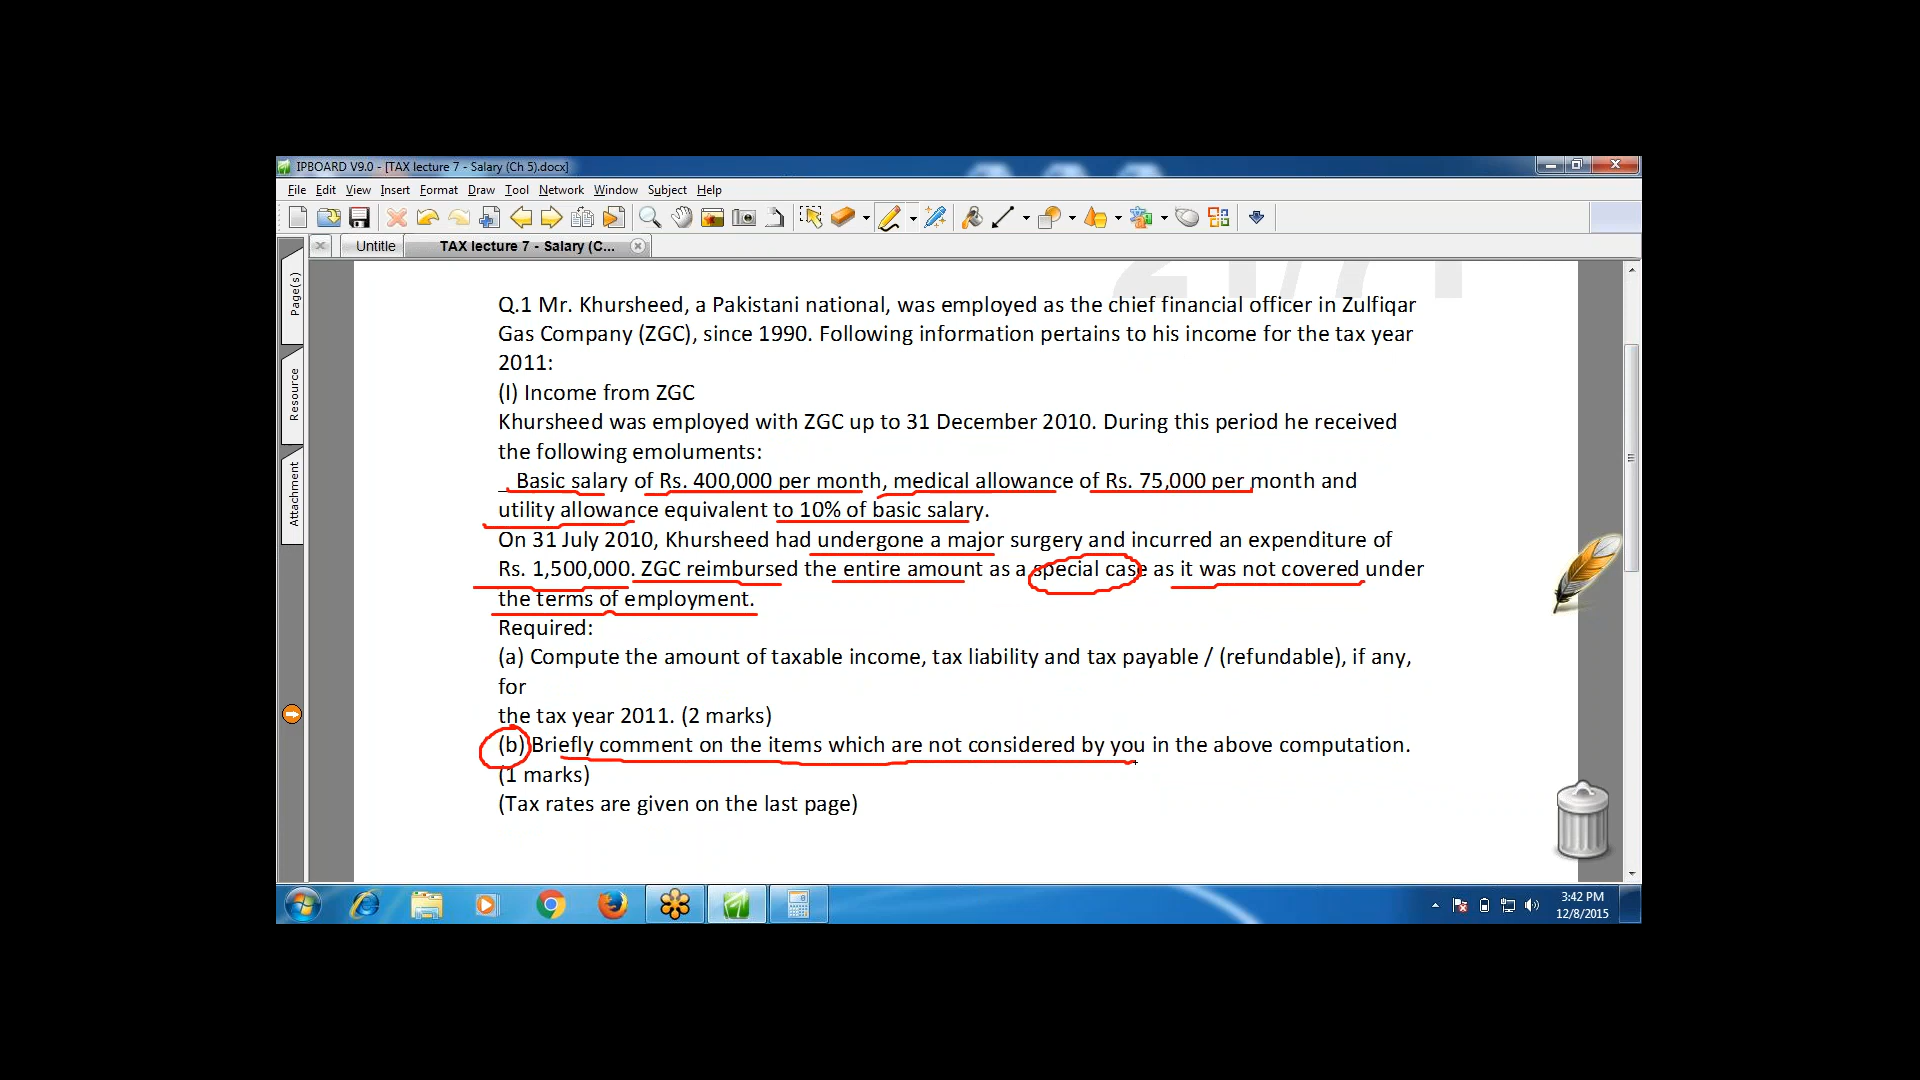 IPBOARD V9.0 - [TAX lecture 7 - Salary (Ch 5).docx]
File Edit View Insert Format Draw Tool Network Window Subject Help
Untitle TAX lecture 7 - Salary (C...
Page(s)
Resource
Attachment
Q.1 Mr. Khursheed, a Pakistani national, was employed as the chief financial officer in Zulfiqar
Gas Company (ZGC), since 1990. Following information pertains to his income for the tax year
2011:
(I) Income from ZGC
Khursheed was employed with ZGC up to 31 December 2010. During this period he received
the following emoluments:
_ Basic salary of Rs. 400,000 per month, medical allowance of Rs. 75,000 per month and
utility allowance equivalent to 10% of basic salary.
On 31 July 2010, Khursheed had undergone a major surgery and incurred an expenditure of
Rs. 1,500,000. ZGC reimbursed the entire amount as a special case as it was not covered under
the terms of employment.
Required:
(a) Compute the amount of taxable income, tax liability and tax payable / (refundable), if any,
for
the tax year 2011. (2 marks)
(b) Briefly comment on the items which are not considered by you in the above computation.
(1 marks)
(Tax rates are given on the last page)
3:42 PM
12/8/2015